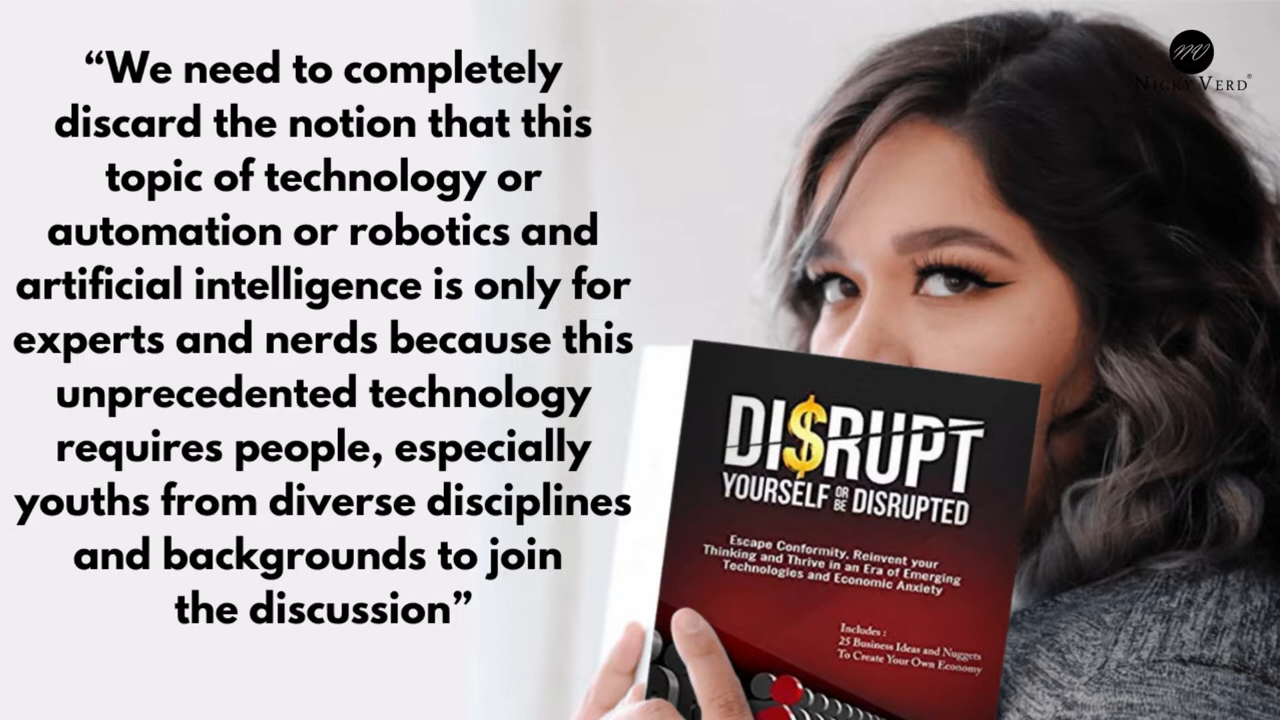 “We need to completely
discard the notion that this
topic of technology or
automation or robotics and
artificial intelligence is only for
experts and nerds because this
unprecedented technology
requires people, especially
youths from diverse disciplines
and backgrounds to join
the discussion”
NV
NICKY VERD®
DI$RUPT
YOURSELF OR BE DISRUPTED
Escape Conformity, Reinvent your
Thinking and Thrive in an Era of Emerging
Technologies and Economic Anxiety
Includes :
25 Business Ideas and Nuggets
To Create Your Own Economy